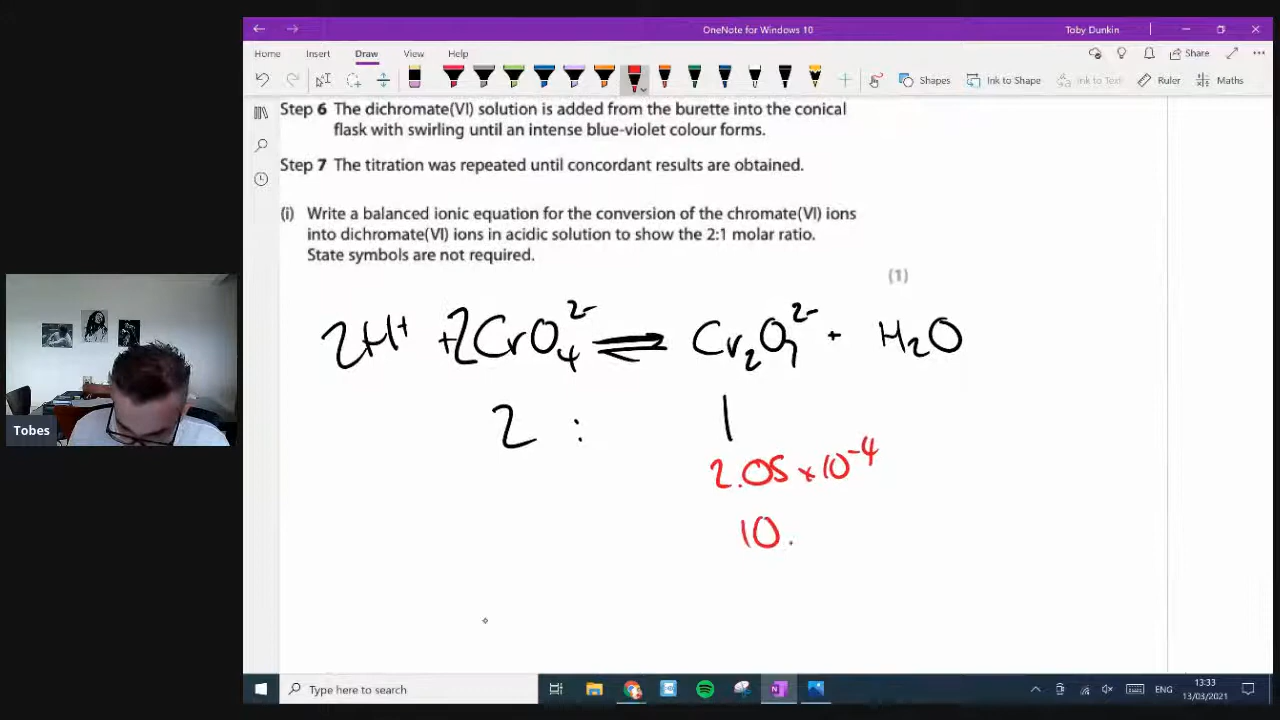 OneNote for Windows 10
Toby Dunkin
Home Insert Draw View Help
Share
Shapes Ink to Shape Ink to Text Ruler Maths
Step 6 The dichromate(VI) solution is added from the burette into the conical
flask with swirling until an intense blue-violet colour forms.
Step 7 The titration was repeated until concordant results are obtained.
(i) Write a balanced ionic equation for the conversion of the chromate(VI) ions
into dichromate(VI) ions in acidic solution to show the 2:1 molar ratio.
State symbols are not required.
(1)
2H⁺ + 2CrO₄²⁻ ⇌ Cr₂O₇²⁻ + H₂O
2 : 1
2.05 × 10⁻⁴
10.
Tobes
Type here to search
ENG
13:33
13/03/2021